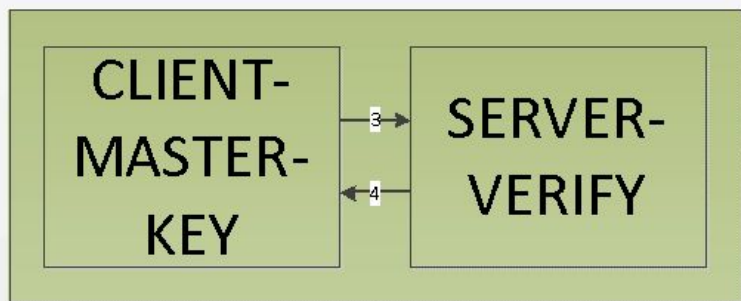 CLIENT-
MASTER-
KEY
3
4
SERVER-
VERIFY